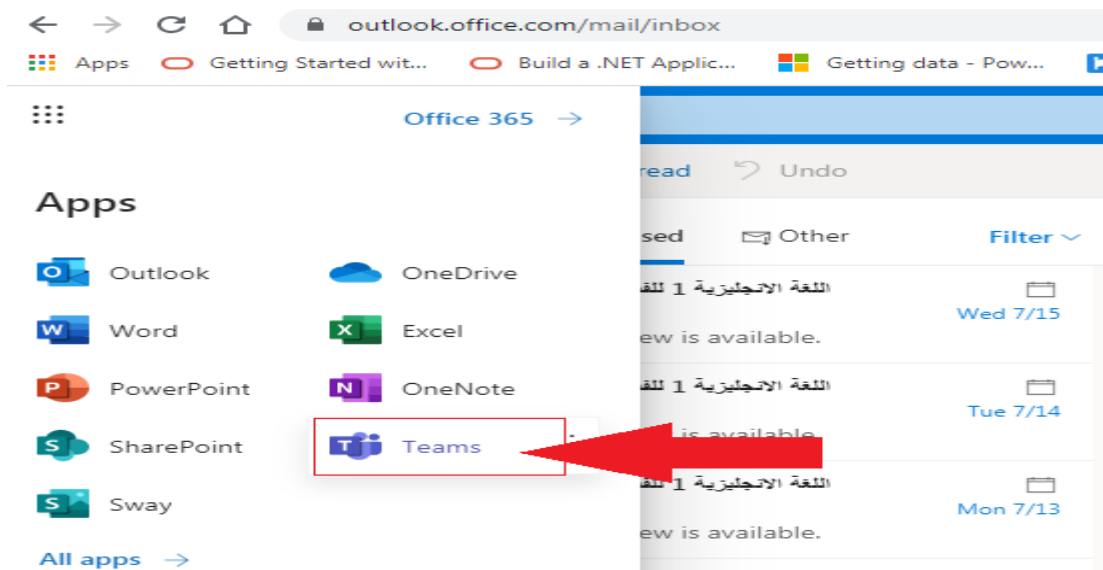 outlook.office.com/mail/inbox
Apps Getting Started wit... Build a .NET Applic... Getting data - Pow...
Office 365 →
read Undo
Apps
sed Other Filter
Outlook OneDrive
اللغة الانجليزية 1
Wed 7/15
Word Excel
ew is available.
PowerPoint OneNote
اللغة الانجليزية 1
Tue 7/14
SharePoint Teams
is available.
اللغة الانجليزية 1
Mon 7/13
Sway
ew is available.
All apps →